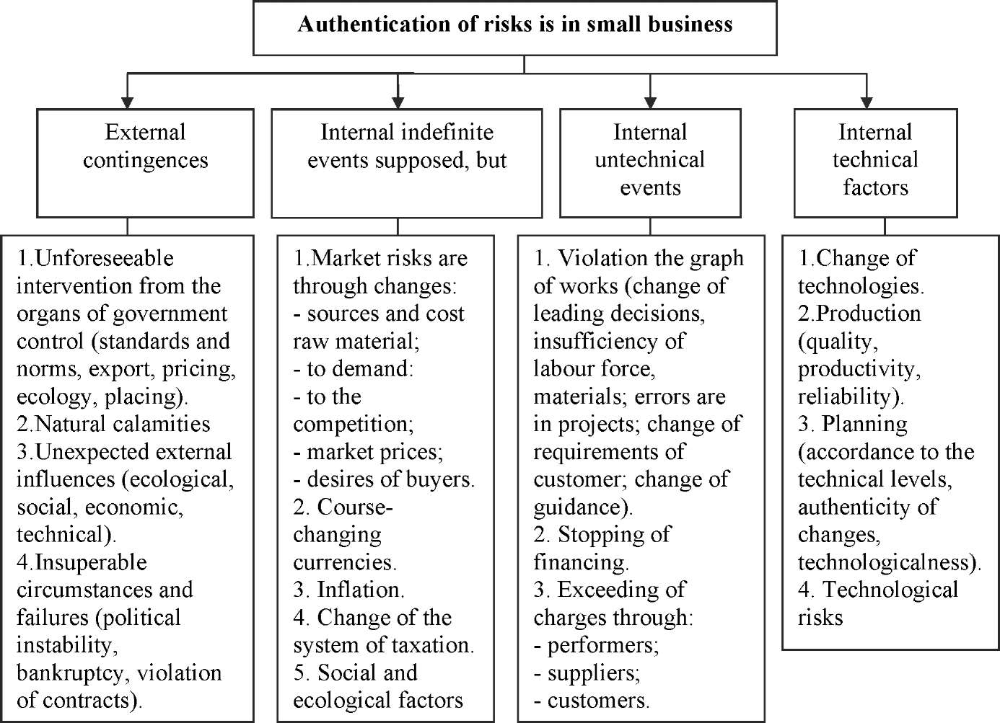 Authentication of risks is in small business
External
contingences
Internal indefinite
events supposed, but
Internal
untechnical
events
Internal
technical
factors
1.Unforeseeable
intervention from the
organs of government
control (standards and
norms, export, pricing,
ecology, placing).
2.Natural calamities
3.Unexpected external
influences (ecological,
social, economic,
technical).
4.Insuperable
circumstances and
failures (political
instability,
bankruptcy, violation
of contracts).
1.Market risks are
through changes:
- sources and cost
raw material;
- to demand:
- to the
competition;
- market prices;
- desires of buyers.
2. Course-
changing
currencies.
3. Inflation.
4. Change of the
system of taxation.
5. Social and
ecological factors
1. Violation the graph
of works (change of
leading decisions,
insufficiency of
labour force,
materials; errors are
in projects; change of
requirements of
customer; change of
guidance).
2. Stopping of
financing.
3. Exceeding of
charges through:
- performers;
- suppliers;
- customers.
1.Change of
technologies.
2.Production
(quality,
productivity,
reliability).
3. Planning
(accordance to the
technical levels,
authenticity of
changes,
technologicalness).
4. Technological
risks